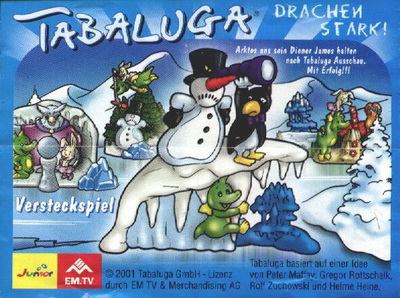 TABALUGA
DRACHEN
STARK!
Arktos uns sein Diener James halten
nach Tabaluga Ausschau.
Mit Erfolg!!!
Versteckspiel
Junior
EM.TV
© 2001 Tabaluga GmbH - Lizenz
durch EM.TV & Merchandising AG
Tabaluga basiert auf einer Idee
von Peter Maffay, Gregor Rottschalk,
Rolf Zuchowski und Helme Heine.